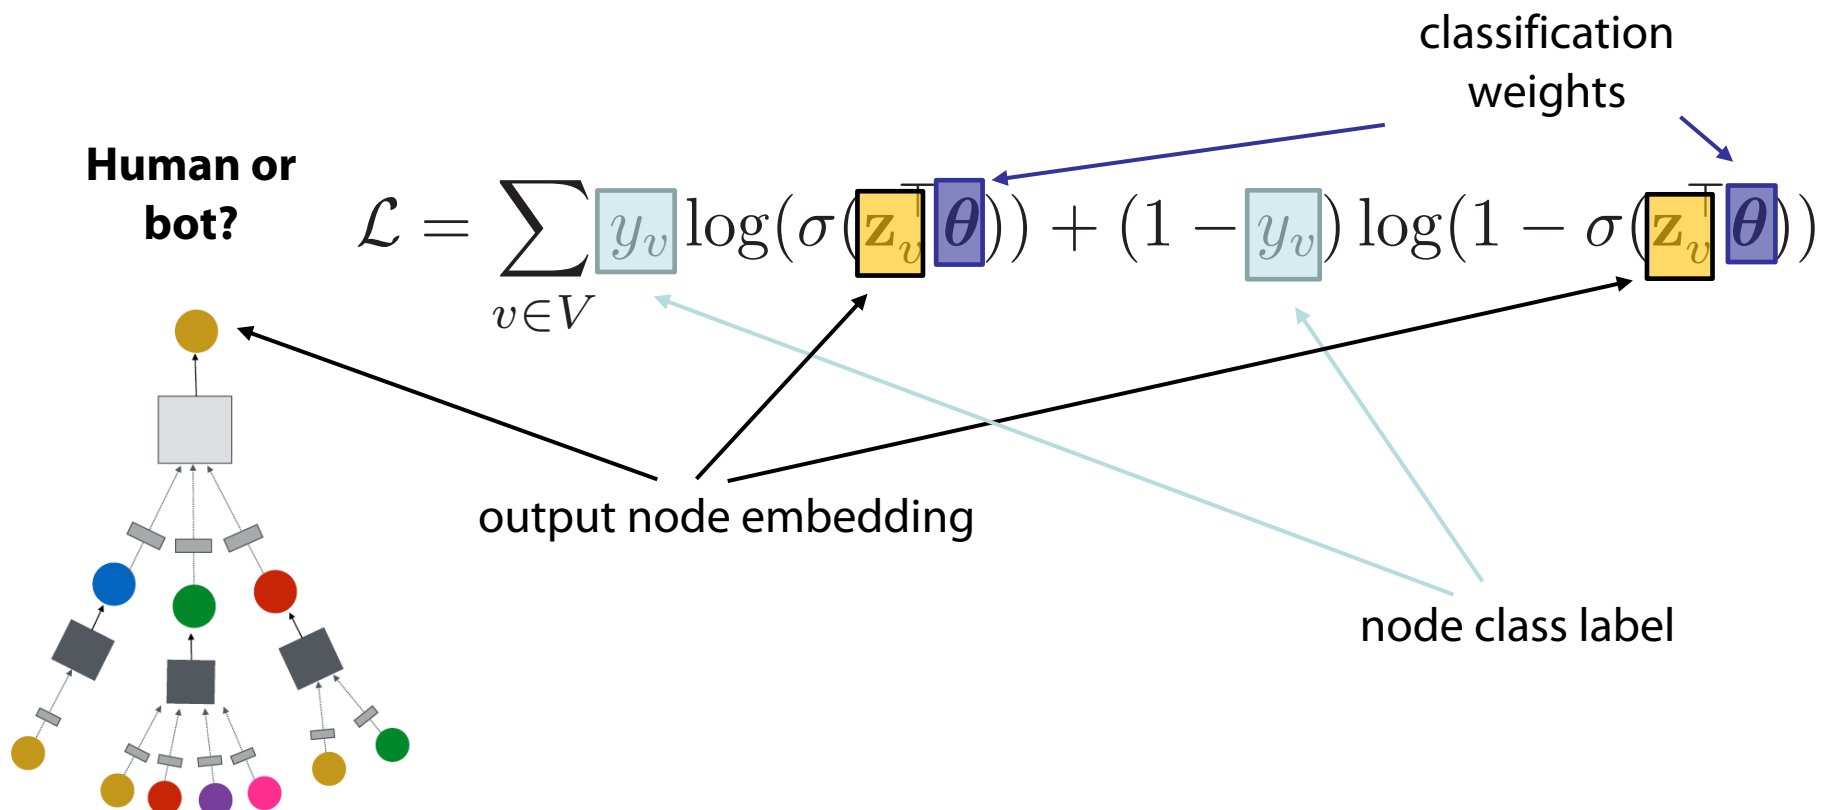 classification
weights
Human or
bot?
ℒ = ∑ y_v log(σ(z_v^⊤ θ)) + (1 − y_v) log(1 − σ(z_v^⊤ θ))
v∈V
output node embedding
node class label